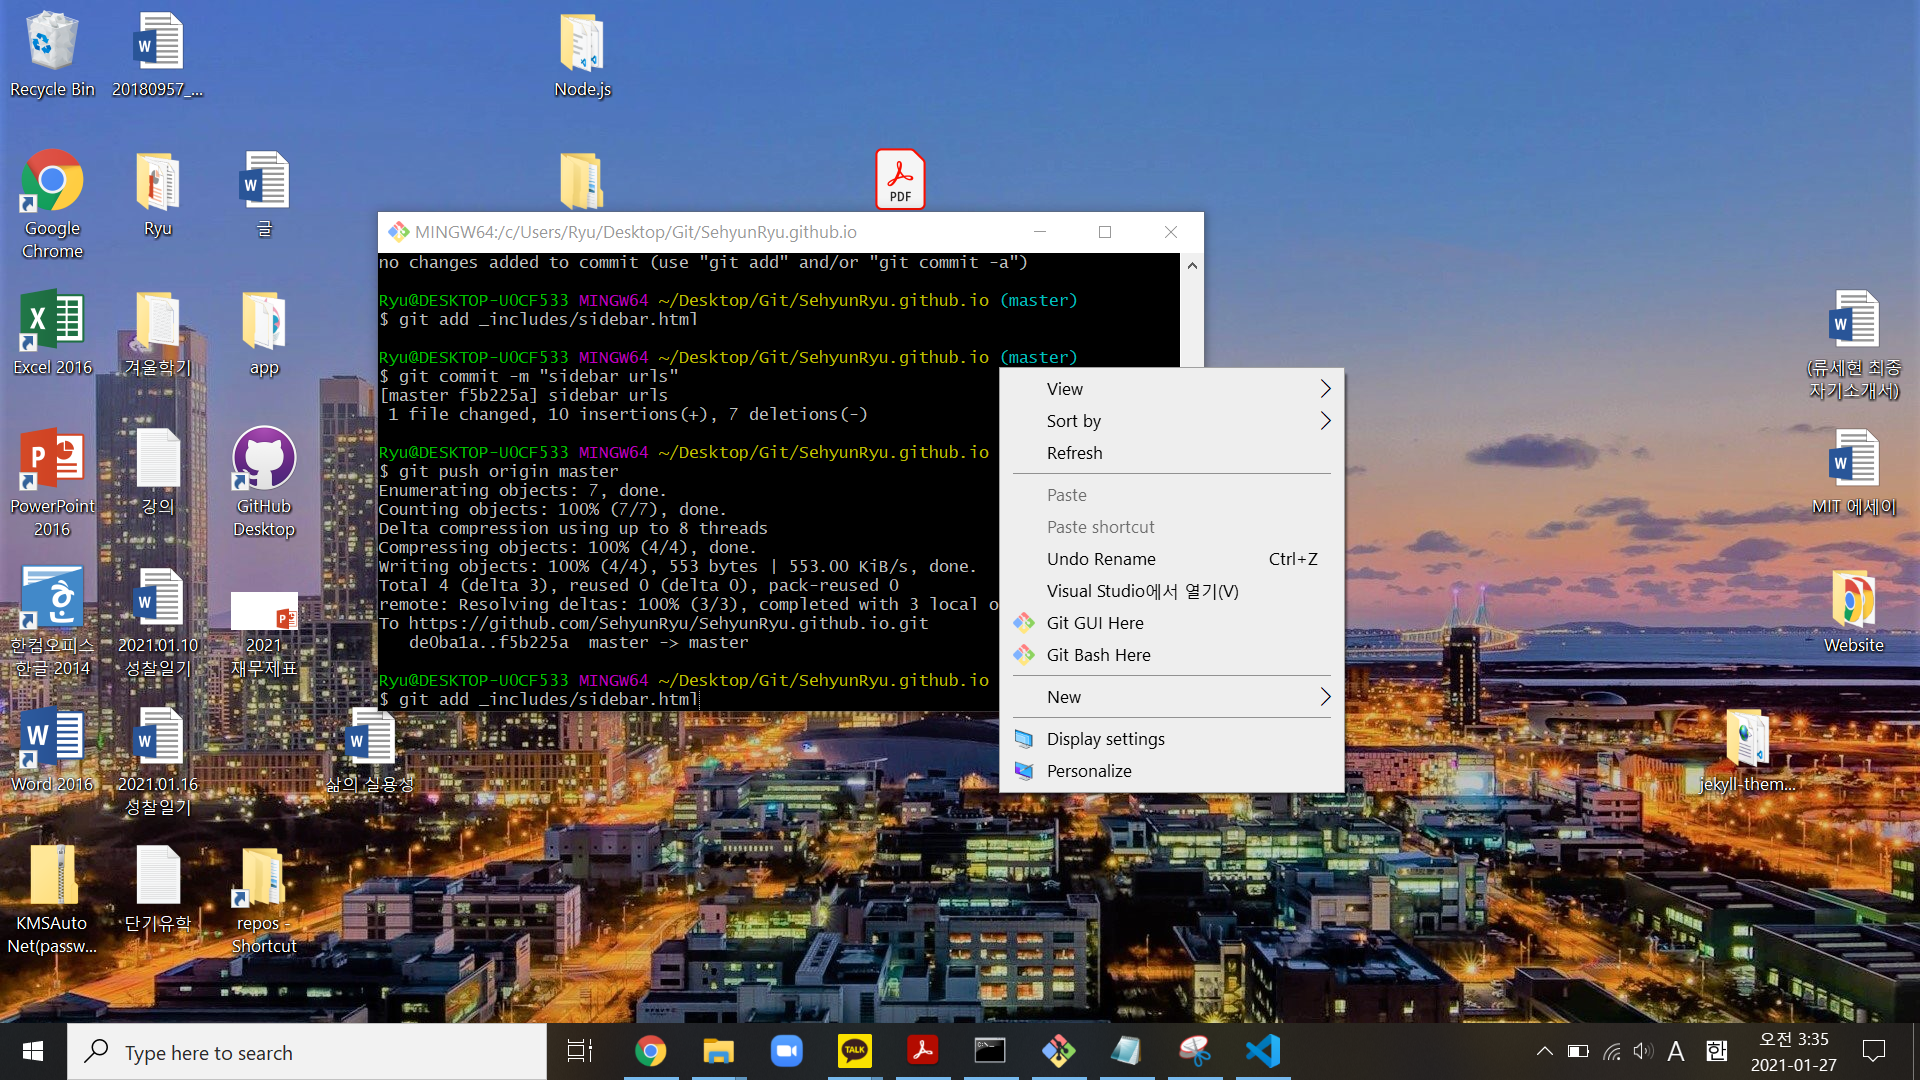 Recycle Bin
20180957_...
Node.js
Google
Chrome
Ryu
글
PDF
Excel 2016
겨울학기
app
PowerPoint
2016
강의
GitHub
Desktop
한컴오피스
한글 2014
2021.01.10
성찰일기
2021
재무제표
Word 2016
2021.01.16
성찰일기
삶의 실용성
KMSAuto
Net(passw...
단기유학
repos -
Shortcut
MINGW64:/c/Users/Ryu/Desktop/Git/SehyunRyu.github.io
no changes added to commit (use "git add" and/or "git commit -a")
Ryu@DESKTOP-UOCF533 MINGW64 ~/Desktop/Git/SehyunRyu.github.io (master)
$ git add _includes/sidebar.html
Ryu@DESKTOP-UOCF533 MINGW64 ~/Desktop/Git/SehyunRyu.github.io (master)
$ git commit -m "sidebar urls"
[master f5b225a] sidebar urls
1 file changed, 10 insertions(+), 7 deletions(-)
Ryu@DESKTOP-UOCF533 MINGW64 ~/Desktop/Git/SehyunRyu.github.io
$ git push origin master
Enumerating objects: 7, done.
Counting objects: 100% (7/7), done.
Delta compression using up to 8 threads
Compressing objects: 100% (4/4), done.
Writing objects: 100% (4/4), 553 bytes | 553.00 KiB/s, done.
Total 4 (delta 3), reused 0 (delta 0), pack-reused 0
remote: Resolving deltas: 100% (3/3), completed with 3 local o
To https://github.com/SehyunRyu/SehyunRyu.github.io.git
de0ba1a..f5b225a master -> master
Ryu@DESKTOP-UOCF533 MINGW64 ~/Desktop/Git/SehyunRyu.github.io
$ git add _includes/sidebar.html
View
Sort by
Refresh
Paste
Paste shortcut
Undo Rename Ctrl+Z
Visual Studio에서 열기(V)
Git GUI Here
Git Bash Here
New
Display settings
Personalize
(류세현 최종
자기소개서)
MIT 에세이
Website
jekyll-them...
Type here to search
TALK
A
한
오전 3:35
2021-01-27